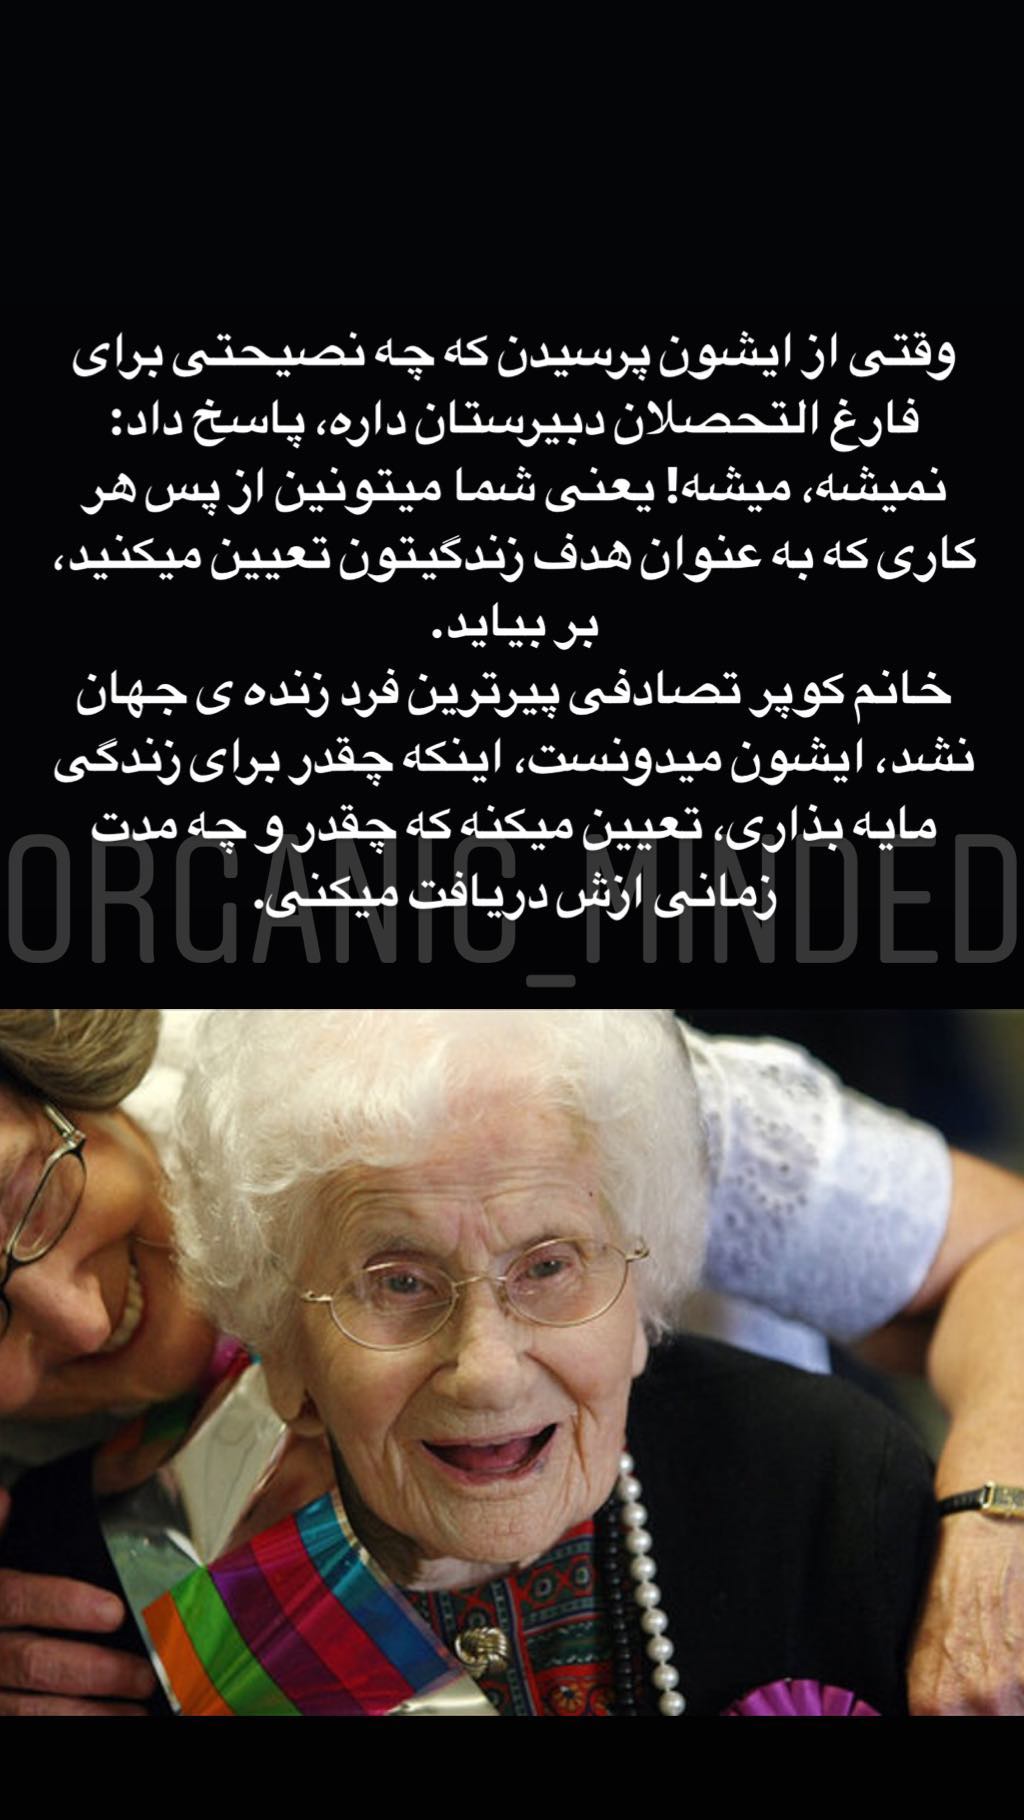 وقتی از ایشون پرسیدن که چه نصیحتی برای
فارغ التحصلان دبیرستان داره، پاسخ داد:
نمیشه، میشه! یعنی شما میتونین از پس هر
کاری که به عنوان هدف زندگیتون تعیین میکنید،
بر بیاید.
خانم کوپر تصادفی پیرترین فرد زنده ی جهان
نشد، ایشون میدونست، اینکه چقدر برای زندگی
مایه بذاری، تعیین میکنه که چقدر و چه مدت
زمانی ازش دریافت میکنی.
ORGANIC_MINDED